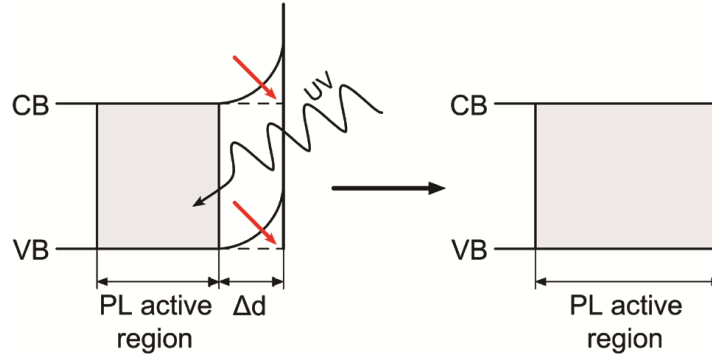 CB
UV
CB
VB
VB
PL active
region
Δd
PL active
region